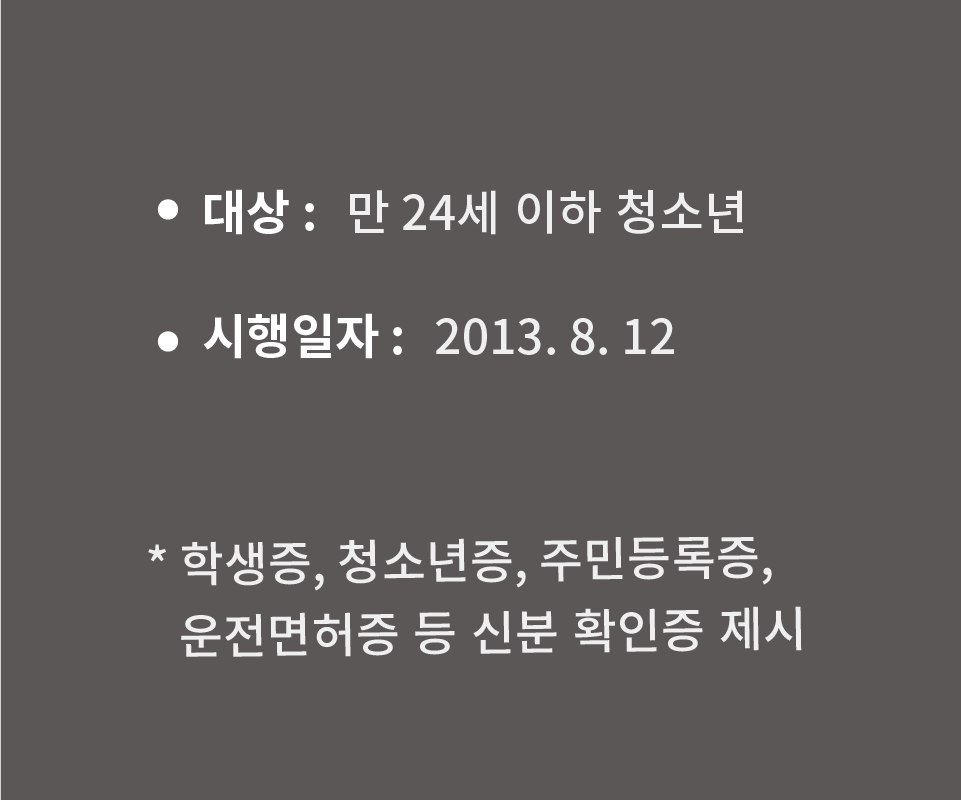 • 대상 : 만 24세 이하 청소년
• 시행일자 : 2013. 8. 12
* 학생증, 청소년증, 주민등록증,
운전면허증 등 신분 확인증 제시